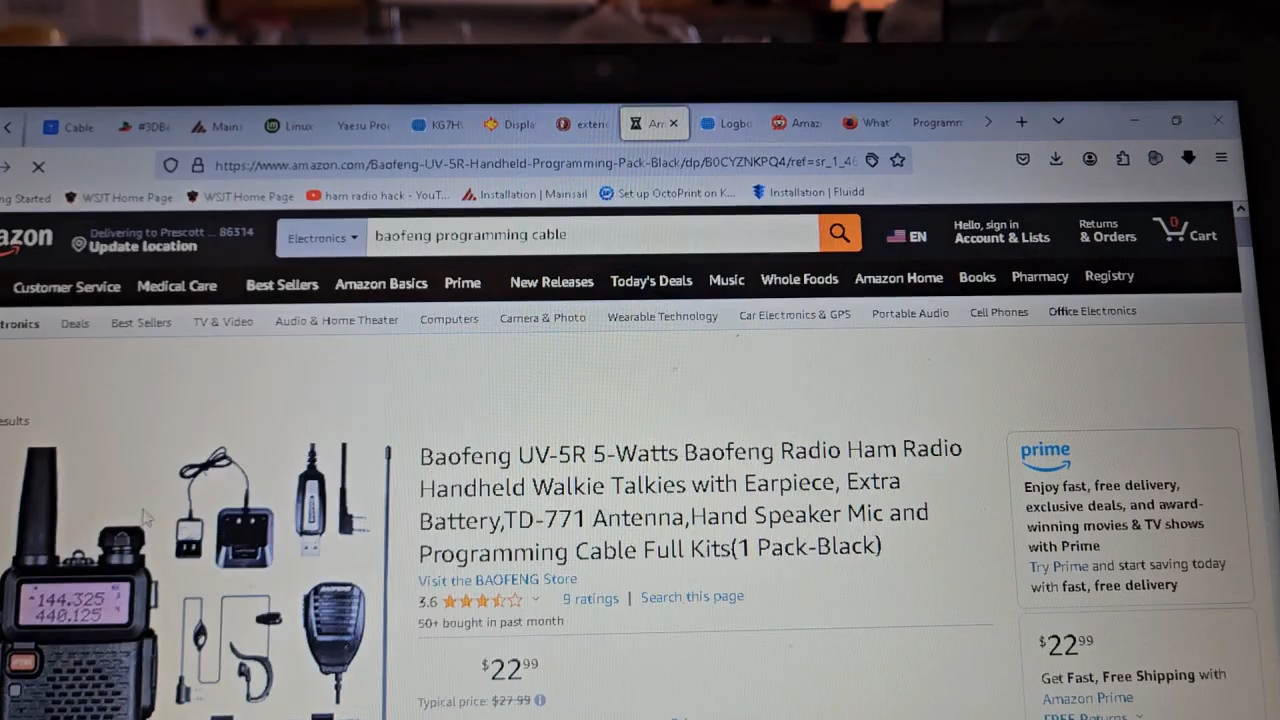 Cable
#3DB
Main
Linux
Yaesu Pro
KG7H
Displa
exten
Am
Logbo
Amaz
What'
Programm
https://www.amazon.com/Baofeng-UV-5R-Handheld-Programming-Pack-Black/dp/B0CYZNKPQ4/ref=sr_1_46
ng Started
WSJT Home Page
WSJT Home Page
ham radio hack - YouT...
Installation | Mainsail
Set up OctoPrint on K...
Installation | Fluidd
azon
Delivering to Prescott ... 86314
Update location
Electronics
baofeng programming cable
EN
Hello, sign in
Account & Lists
Returns
& Orders
0
Cart
Customer Service
Medical Care
Best Sellers
Amazon Basics
Prime
New Releases
Today's Deals
Music
Whole Foods
Amazon Home
Books
Pharmacy
Registry
tronics
Deals
Best Sellers
TV & Video
Audio & Home Theater
Computers
Camera & Photo
Wearable Technology
Car Electronics & GPS
Portable Audio
Cell Phones
Office Electronics
esults
144.325
440.125
Baofeng UV-5R 5-Watts Baofeng Radio Ham Radio
Handheld Walkie Talkies with Earpiece, Extra
Battery,TD-771 Antenna,Hand Speaker Mic and
Programming Cable Full Kits(1 Pack-Black)
Visit the BAOFENG Store
3.6
9 ratings | Search this page
50+ bought in past month
$22.99
Typical price: $27.99
prime
Enjoy fast, free delivery,
exclusive deals, and award-
winning movies & TV shows
with Prime
Try Prime and start saving today
with fast, free delivery
$22.99
Get Fast, Free Shipping with
Amazon Prime
FREE Returns